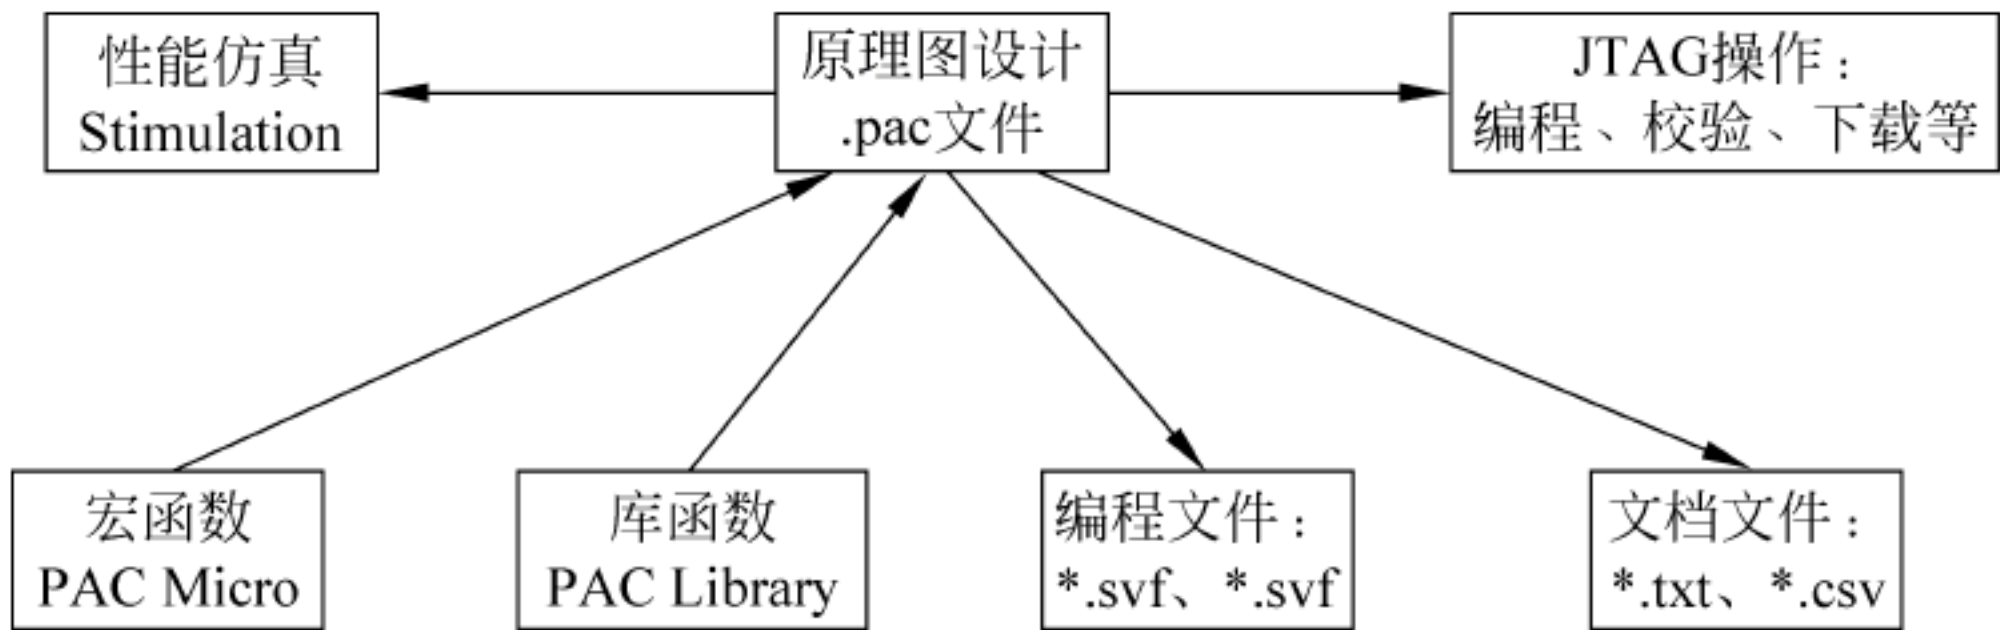 性能仿真
Stimulation
原理图设计
.pac文件
JTAG操作：
编程、校验、下载等
宏函数
PAC Micro
库函数
PAC Library
编程文件：
*.svf、*.svf
文档文件：
*.txt、*.csv